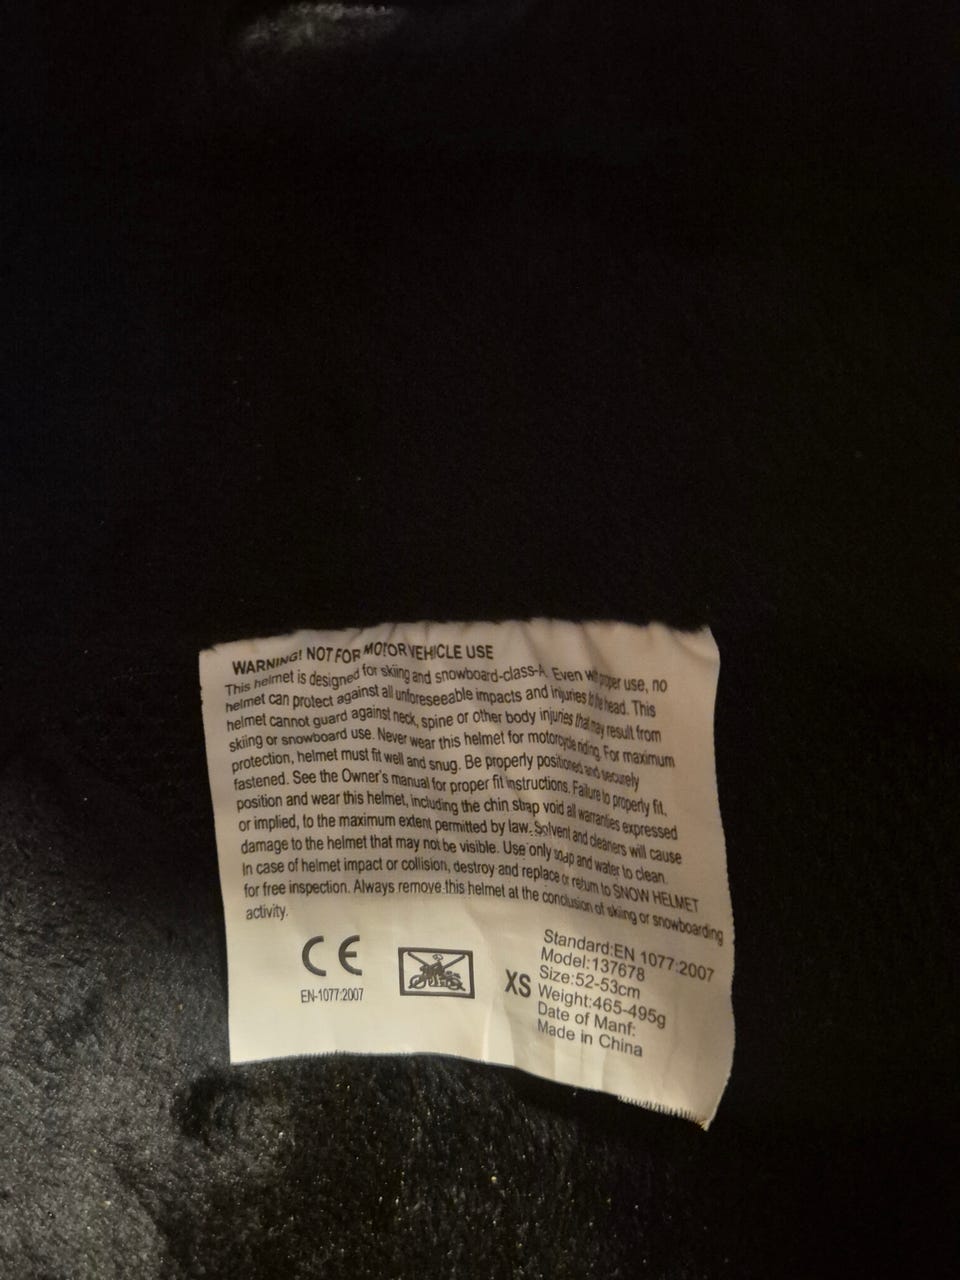 WARNING! NOT FOR MOTOR VEHICLE USE
This helmet is designed for skiing and snowboard-class-A. Even with proper use, no
helmet can protect against all unforeseeable impacts and injuries to the head. This
helmet cannot guard against neck, spine or other body injuries that may result from
skiing or snowboard use. Never wear this helmet for motorcycle riding. For maximum
protection, helmet must fit well and snug. Be properly positioned and securely
fastened. See the Owner's manual for proper fit instructions. Failure to properly fit,
position and wear this helmet, including the chin strap void all warranties expressed
or implied, to the maximum extent permitted by law. Solvent and cleaners will cause
damage to the helmet that may not be visible. Use only soap and water to clean.
In case of helmet impact or collision, destroy and replace or return to SNOW HELMET
for free inspection. Always remove this helmet at the conclusion of skiing or snowboarding
activity.
CE
EN-1077:2007
XS
Standard:EN 1077:2007
Model:137678
Size:52-53cm
Weight:465-495g
Date of Manf:
Made in China